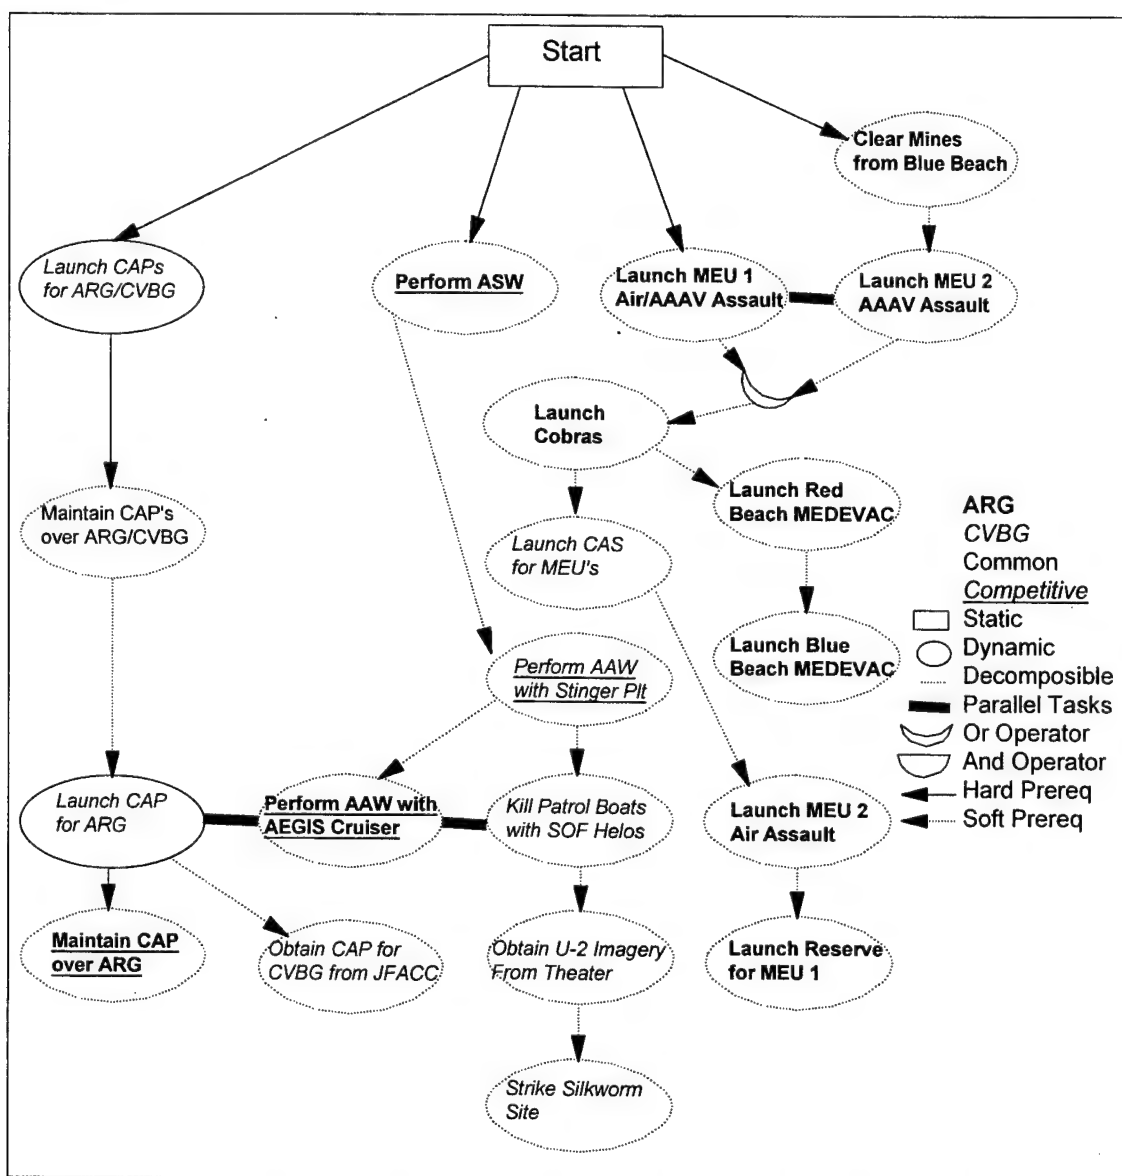 Start
Clear Mines
from Blue Beach
Launch CAPs
for ARG/CVBG
Perform ASW
Launch MEU 1
Air/AAAV Assault
Launch MEU 2
AAAV Assault
Launch
Cobras
Maintain CAP's
over ARG/CVBG
Launch Red
Beach MEDEVAC
Launch CAS
for MEU's
Launch Blue
Beach MEDEVAC
Perform AAW
with Stinger Plt
Launch CAP
for ARG
Perform AAW with
AEGIS Cruiser
Kill Patrol Boats
with SOF Helos
Launch MEU 2
Air Assault
Maintain CAP
over ARG
Obtain CAP for
CVBG from JFACC
Obtain U-2 Imagery
From Theater
Launch Reserve
for MEU 1
Strike Silkworm
Site
ARG
CVBG
Common
Competitive
Static
Dynamic
Decomposible
Parallel Tasks
Or Operator
And Operator
Hard Prereq
Soft Prereq